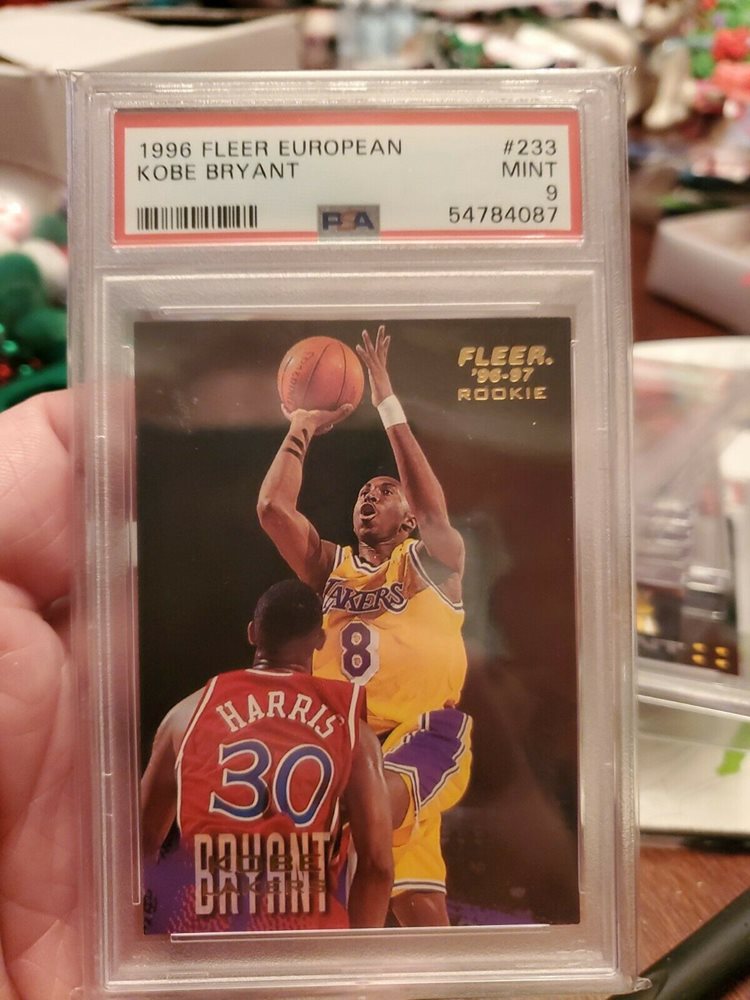 1996 FLEER EUROPEAN #233
KOBE BRYANT MINT
9
PSA 54784087
FLEER.
'96-97
ROOKIE
LAKERS
8
HARRIS
30
BRYANT
KOBE
LAKERS